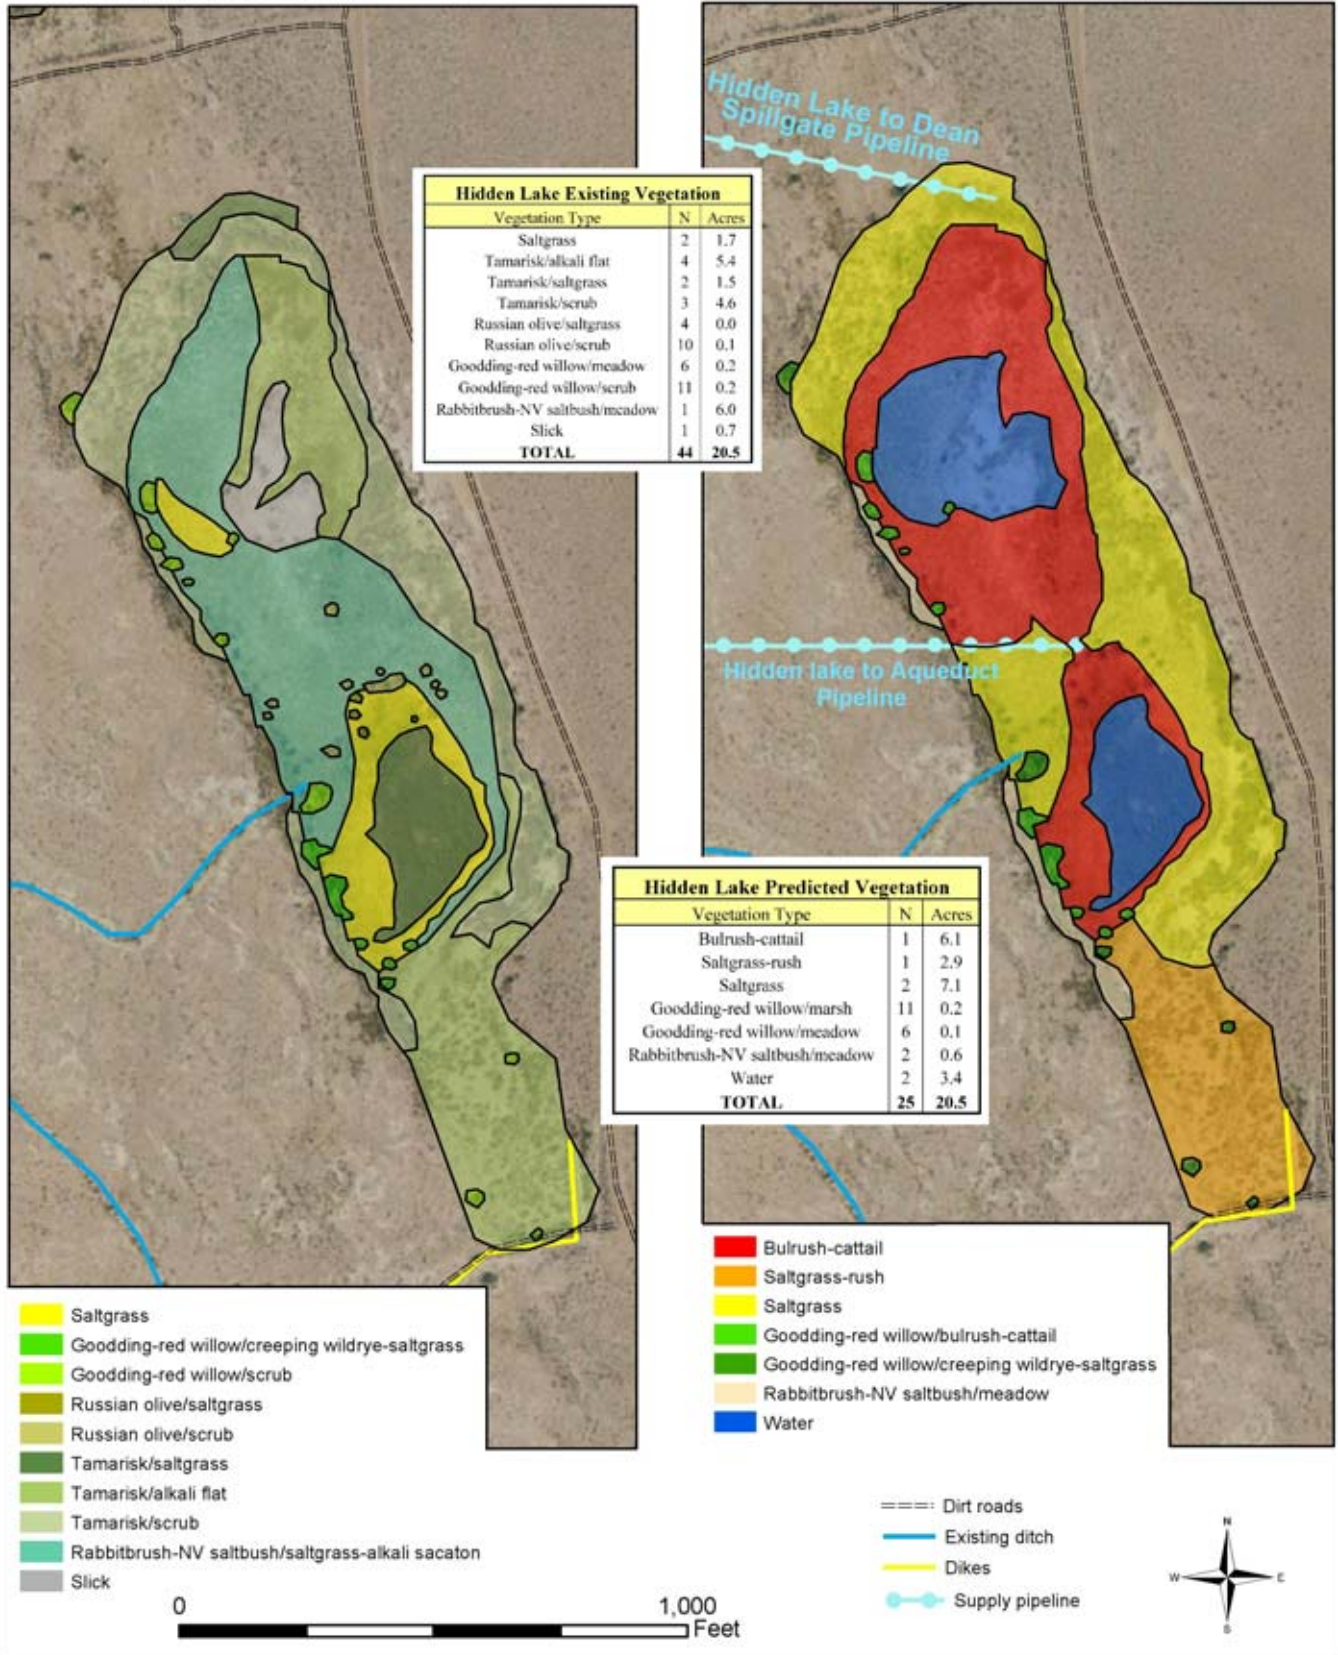 Hidden Lake to Dean
Spillgate Pipeline
Hidden Lake Existing Vegetation
Vegetation Type N Acres
Saltgrass 2 1.7
Tamarisk/alkali flat 4 5.4
Tamarisk/saltgrass 2 1.5
Tamarisk/scrub 3 4.6
Russian olive/saltgrass 4 0.0
Russian olive/scrub 10 0.1
Goodding-red willow/meadow 6 0.2
Goodding-red willow/scrub 11 0.2
Rabbitbrush-NV saltbush/meadow 1 6.0
Slick 1 0.7
TOTAL 44 20.5
Hidden lake to Aqueduct
Pipeline
Hidden Lake Predicted Vegetation
Vegetation Type N Acres
Bulrush-cattail 1 6.1
Saltgrass-rush 1 2.9
Saltgrass 2 7.1
Goodding-red willow/marsh 11 0.2
Goodding-red willow/meadow 6 0.1
Rabbitbrush-NV saltbush/meadow 2 0.6
Water 2 3.4
TOTAL 25 20.5
Saltgrass
Goodding-red willow/creeping wildrye-saltgrass
Goodding-red willow/scrub
Russian olive/saltgrass
Russian olive/scrub
Tamarisk/saltgrass
Tamarisk/alkali flat
Tamarisk/scrub
Rabbitbrush-NV saltbush/saltgrass-alkali sacaton
Slick
0 1,000
Feet
Bulrush-cattail
Saltgrass-rush
Saltgrass
Goodding-red willow/bulrush-cattail
Goodding-red willow/creeping wildrye-saltgrass
Rabbitbrush-NV saltbush/meadow
Water
Dirt roads
Existing ditch
Dikes
Supply pipeline
N
W E
S